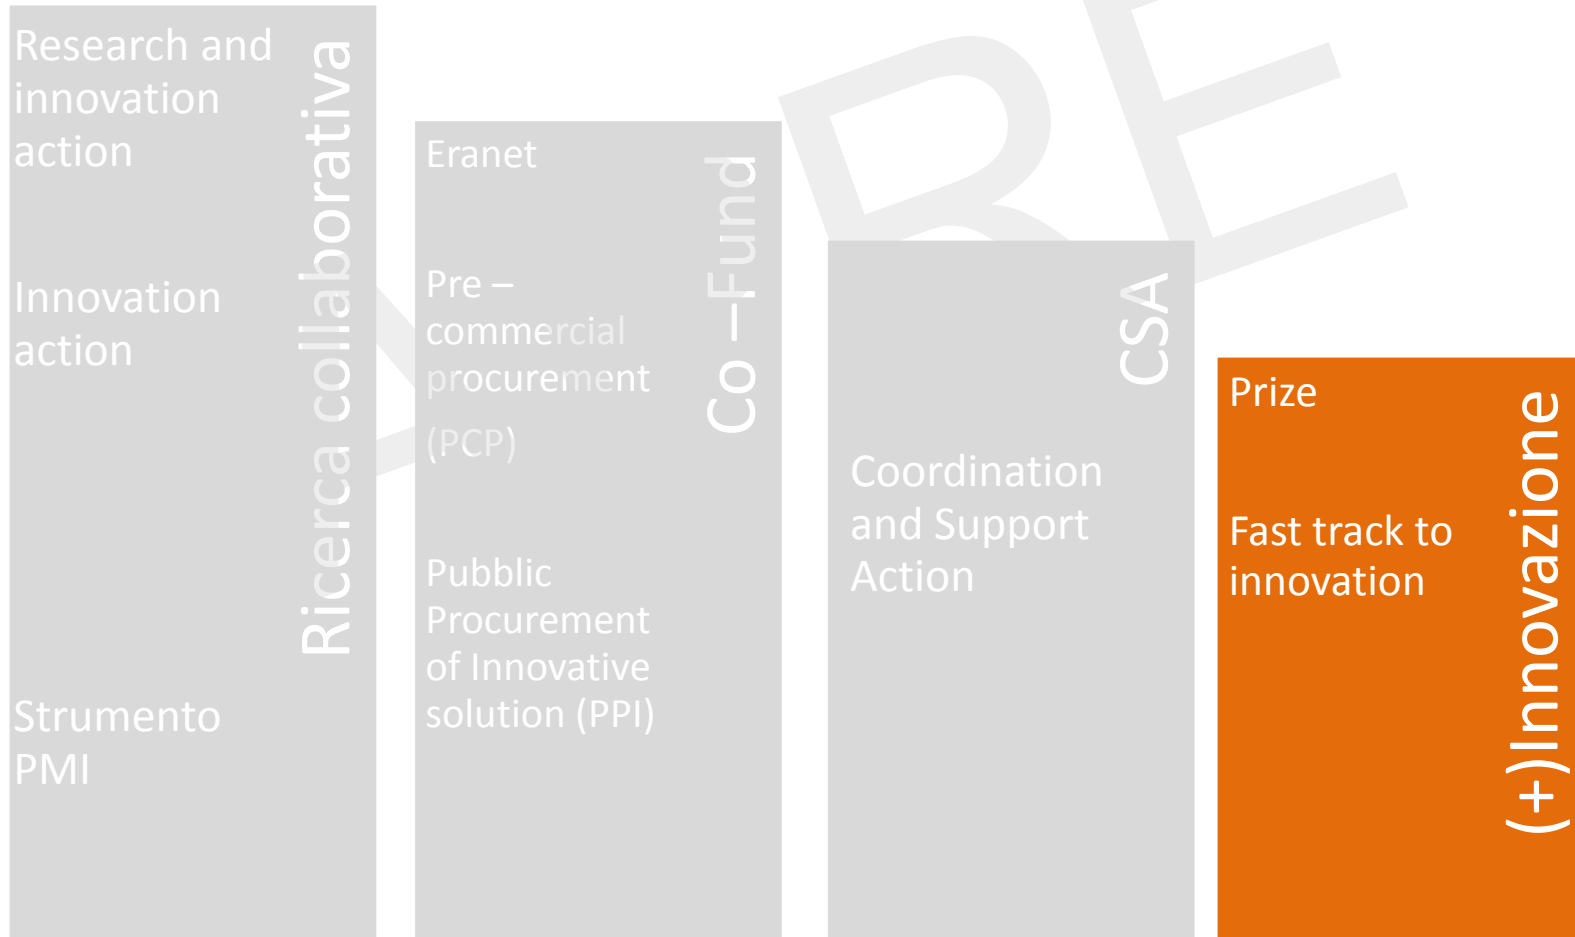 Research and
innovation
action
Innovation
action
Strumento
PMI
Ricerca collaborativa
Eranet
Pre –
commercial
procurement
(PCP)
Pubblic
Procurement
of Innovative
solution (PPI)
Co –Fund
CSA
Coordination
and Support
Action
Prize
Fast track to
innovation
(+)Innovazione
RE